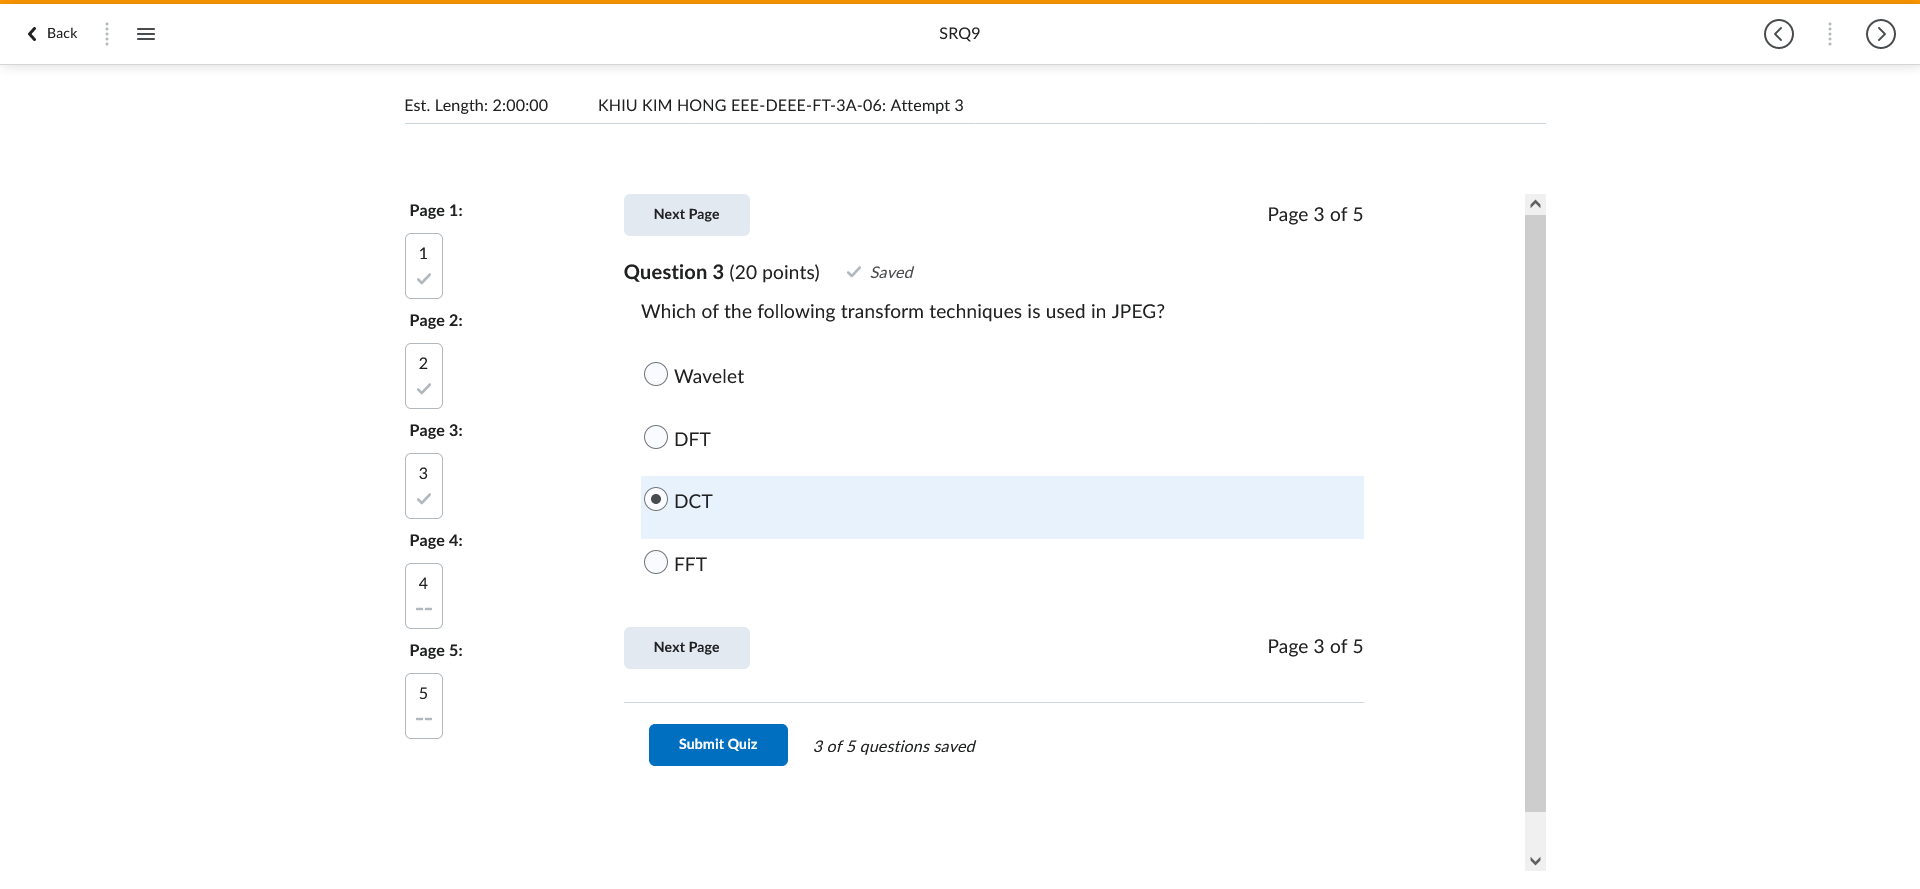 Back
SRQ9
Est. Length: 2:00:00 KHIU KIM HONG EEE-DEEE-FT-3A-06: Attempt 3
Page 1:
1
Page 2:
2
Page 3:
3
Page 4:
4
--
Page 5:
5
--
Next Page
Page 3 of 5
Question 3 (20 points) Saved
Which of the following transform techniques is used in JPEG?
Wavelet
DFT
DCT
FFT
Next Page
Page 3 of 5
Submit Quiz
3 of 5 questions saved